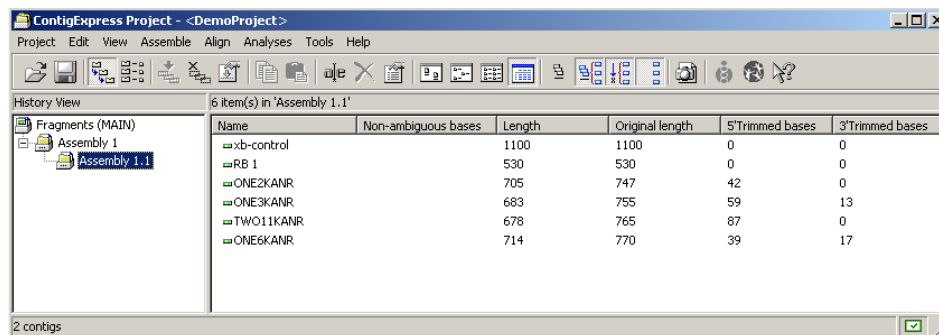 ContigExpress Project - <DemoProject>
Project Edit View Assemble Align Analyses Tools Help
History View
6 item(s) in 'Assembly 1.1'
Fragments (MAIN)
Assembly 1
Assembly 1.1
Name Non-ambiguous bases Length Original length 5'Trimmed bases 3'Trimmed bases
xb-control 1100 1100 0 0
RB 1 530 530 0 0
ONE2KANR 705 747 42 0
ONE3KANR 683 755 59 13
TWO11KANR 678 765 87 0
ONE6KANR 714 770 39 17
2 contigs